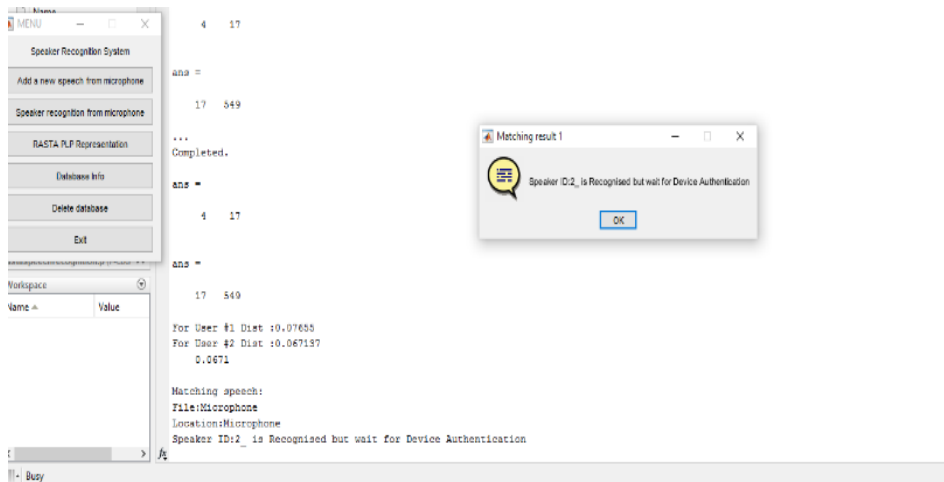 Name
MENU
Speaker Recognition System
Add a new speech from microphone
Speaker recognition from microphone
RASTA PLP Representation
Database Info
Delete database
Exit
Workspace
Name
Value
4 17
ans =
17 549
...
Completed.
ans =
4 17
ans =
17 549
For User #1 Dist :0.07655
For User #2 Dist :0.067137
0.0671
Matching speech:
File:Microphone
Location:Microphone
Speaker ID:2_ is Recognised but wait for Device Authentication
fx
Busy
Matching result 1
Speaker ID:2_ is Recognised but wait for Device Authentication
OK